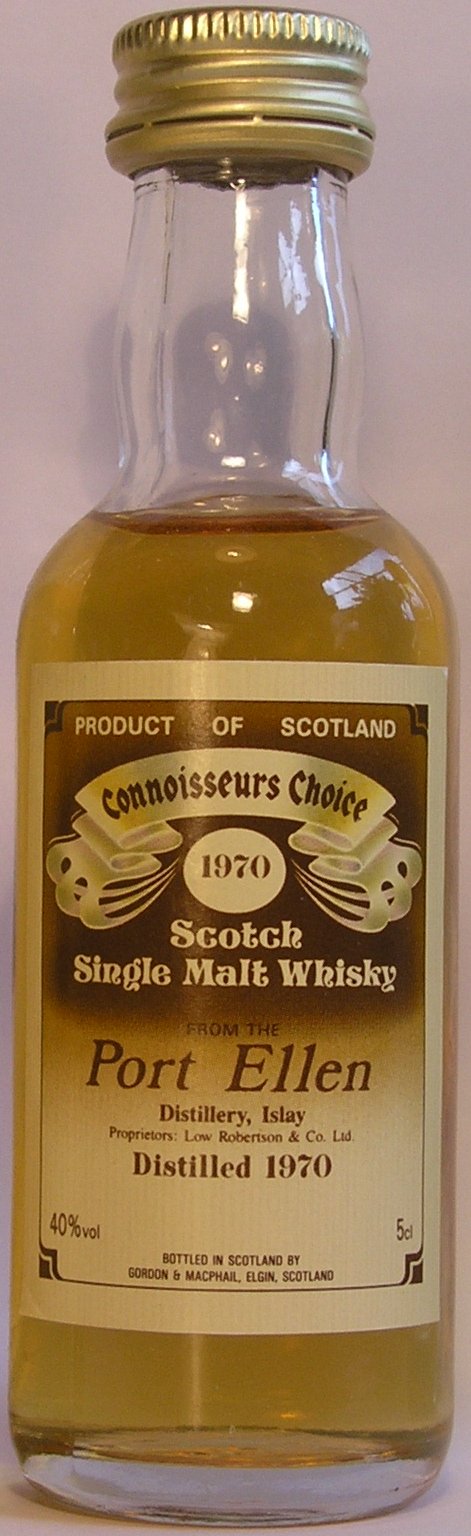 PRODUCT OF SCOTLAND
Connoisseurs Choice
1970
Scotch
Single Malt Whisky
FROM THE
Port Ellen
Distillery, Islay
Proprietors: Low Robertson & Co. Ltd.
Distilled 1970
40%vol 5cl
BOTTLED IN SCOTLAND BY
GORDON & MACPHAIL, ELGIN, SCOTLAND